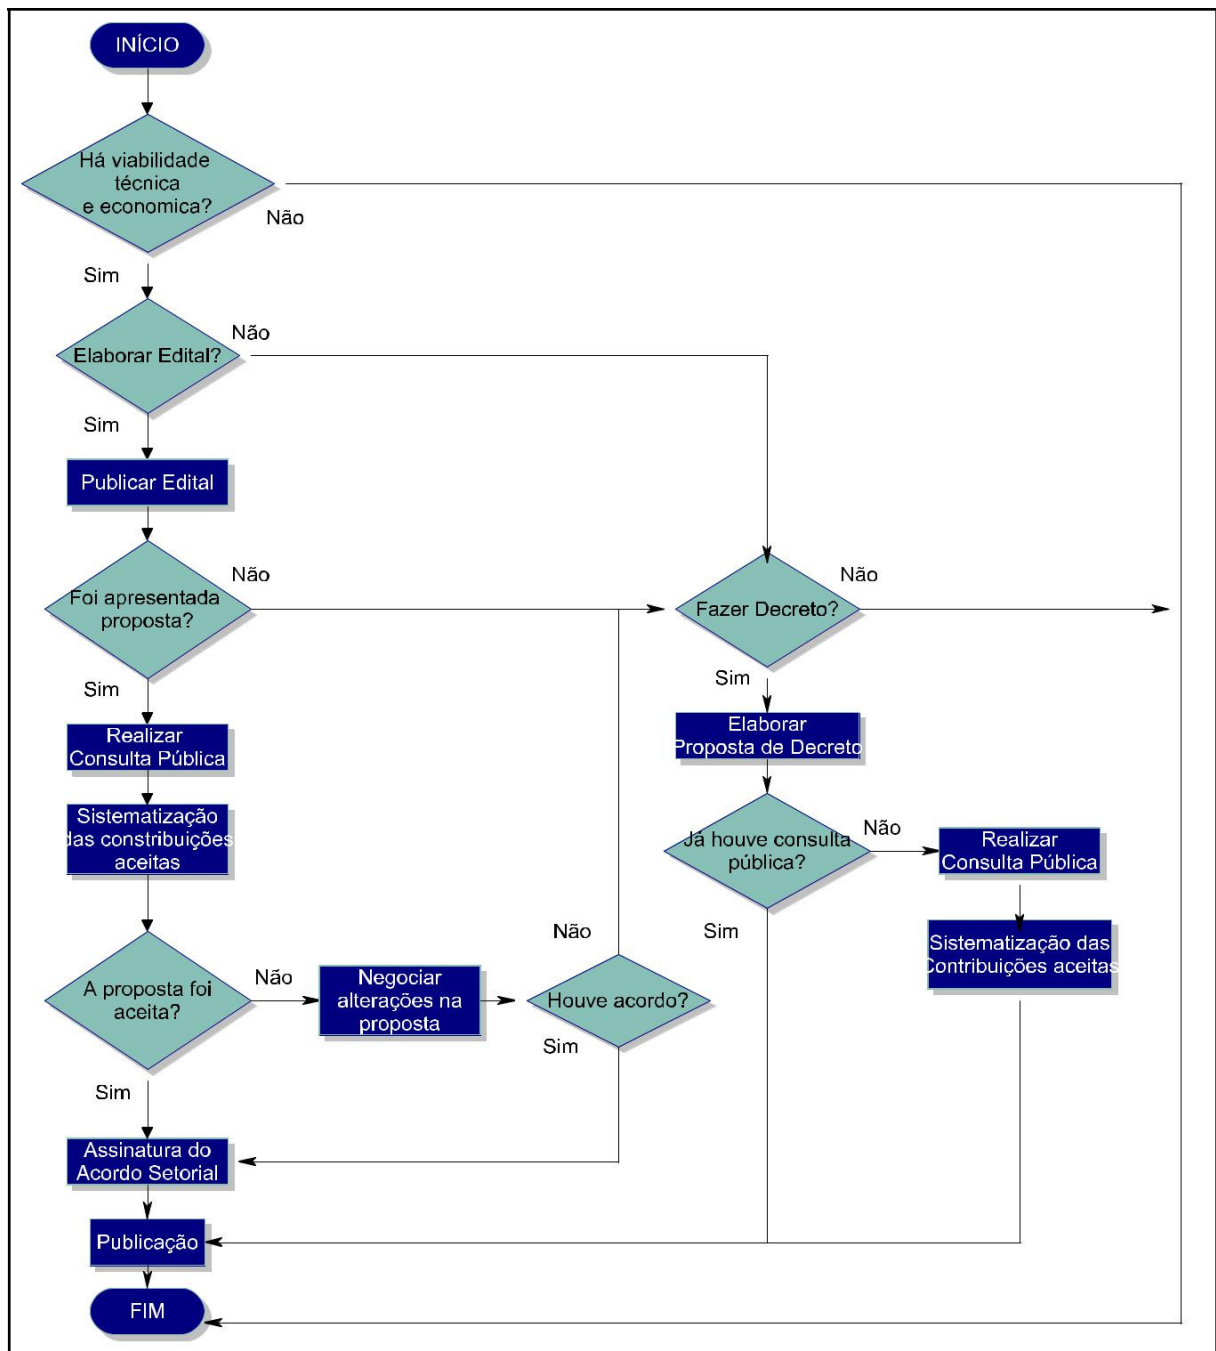 INÍCIO
Há viabilidade
técnica
e economica?
Não
Sim
Não
Elaborar Edital?
Sim
Publicar Edital
Não
Foi apresentada
proposta?
Sim
Não
Fazer Decreto?
Sim
Realizar
Consulta Pública
Elaborar
Proposta de Decreto
Sistematização
das constribuições
aceitas
Já houve consulta
pública?
Não
Realizar
Consulta Pública
Sim
Sistematização das
Contribuições aceitas
A proposta foi
aceita?
Não
Negociar
alterações na
proposta
Não
Houve acordo?
Sim
Sim
Assinatura do
Acordo Setorial
Publicação
FIM